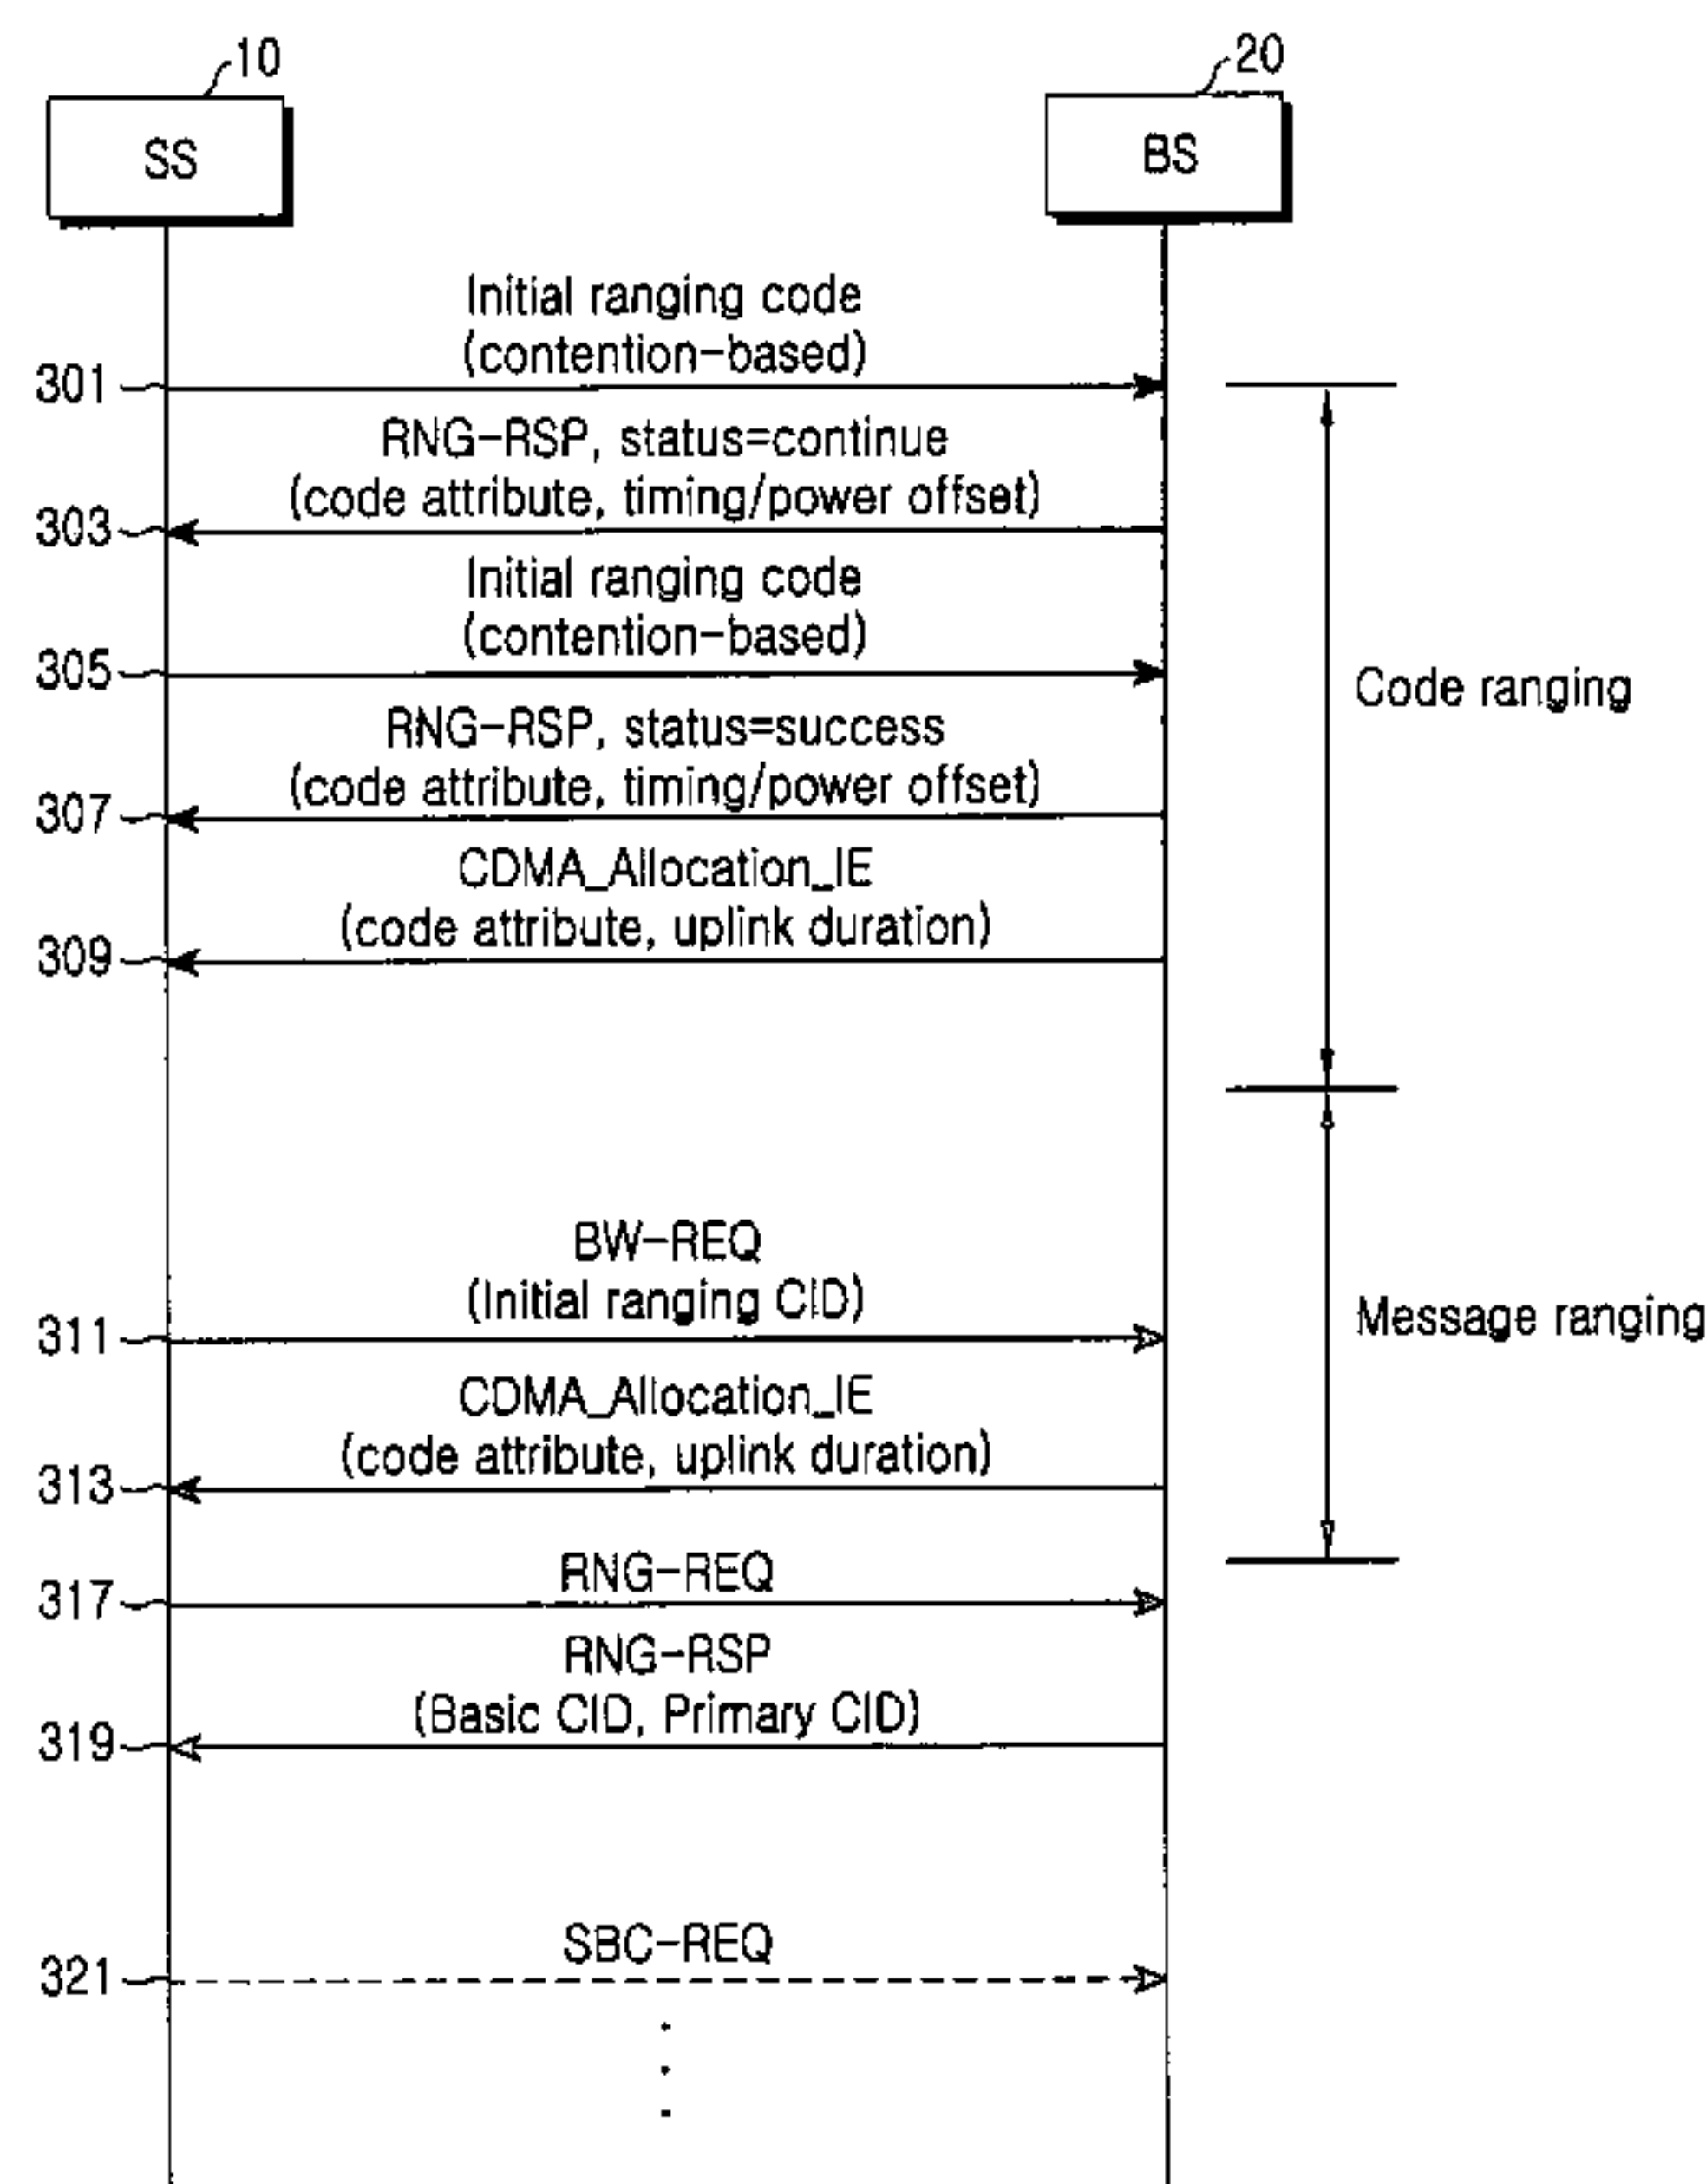 10
20
SS
BS
Initial ranging code
(contention-based)
301
RNG-RSP, status=continue
(code attribute, timing/power offset)
303
Initial ranging code
(contention-based)
305
Code ranging
RNG-RSP, status=success
(code attribute, timing/power offset)
307
CDMA_Allocation_IE
(code attribute, uplink duration)
309
BW-REQ
(Initial ranging CID)
311
Message ranging
CDMA_Allocation_IE
(code attribute, uplink duration)
313
RNG-REQ
317
RNG-RSP
(Basic CID, Primary CID)
319
SBC-REQ
321